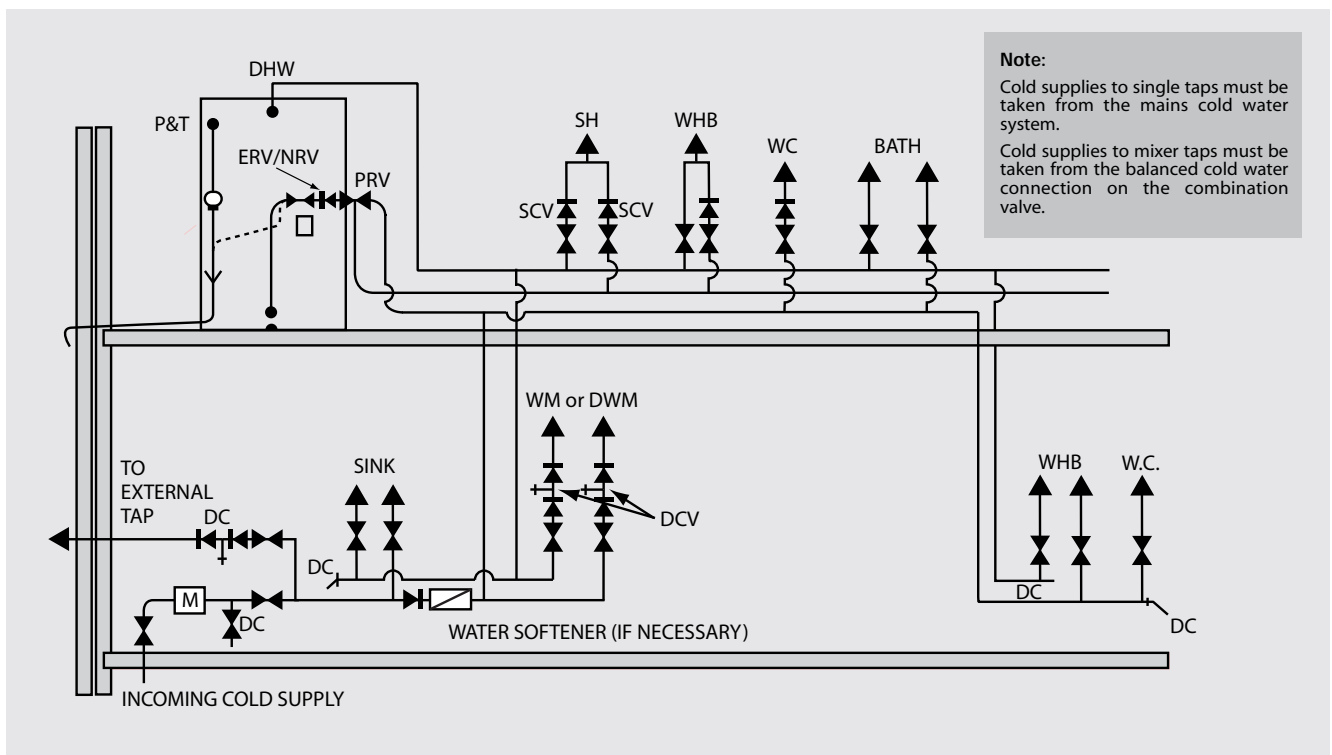 DHW
P&T
ERV/NRV
PRV
SH
WHB
WC
BATH
SCV
SCV
Note:
Cold supplies to single taps must be
taken from the mains cold water
system.
Cold supplies to mixer taps must be
taken from the balanced cold water
connection on the combination
valve.
TO
EXTERNAL
TAP
DC
SINK
WM or DWM
DCV
DC
M
DC
WATER SOFTENER (IF NECESSARY)
INCOMING COLD SUPPLY
WHB
W.C.
DC
DC